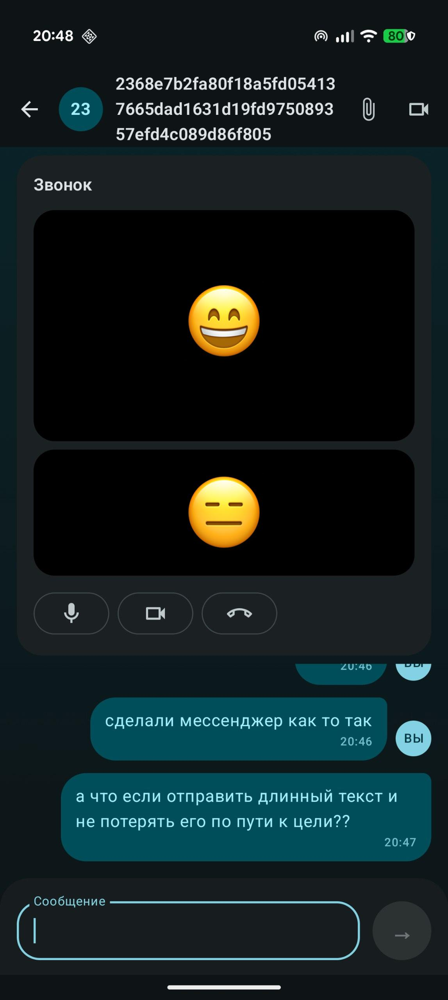 20:48
80
23
2368e7b2fa80f18a5fd05413
7665dad1631d19fd9750893
57efd4c089d86f805
Звонок
20:46
вы
сделали мессенджер как то так
20:46
вы
а что если отправить длинный текст и
не потерять его по пути к цели??
20:47
Сообщение